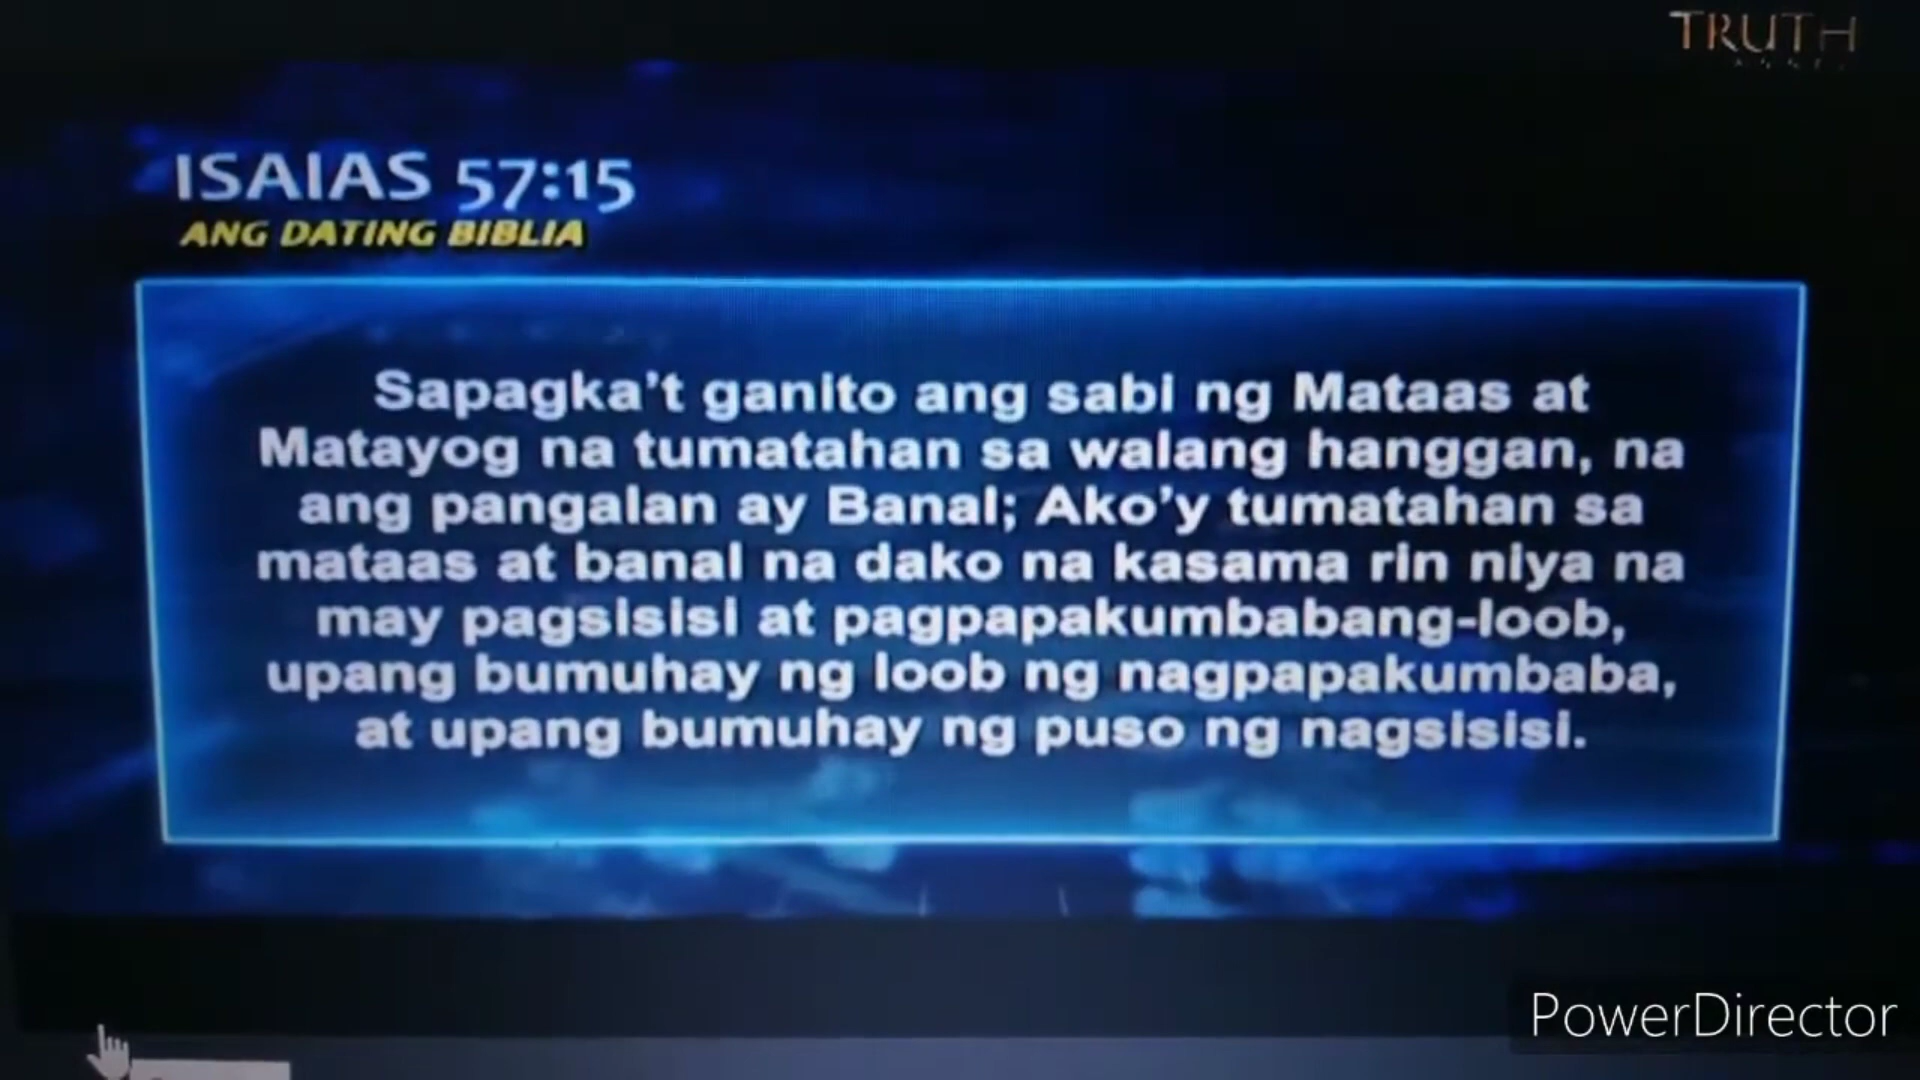 TRUTH
ISAIAS 57:15
ANG DATING BIBLIA
Sapagka't ganito ang sabi ng Mataas at
Matayog na tumatahan sa walang hanggan, na
ang pangalan ay Banal; Ako'y tumatahan sa
mataas at banal na dako na kasama rin niya na
may pagsisisi at pagpapakumbabang-loob,
upang bumuhay ng loob ng nagpapakumbaba,
at upang bumuhay ng puso ng nagsisisi.
PowerDirector